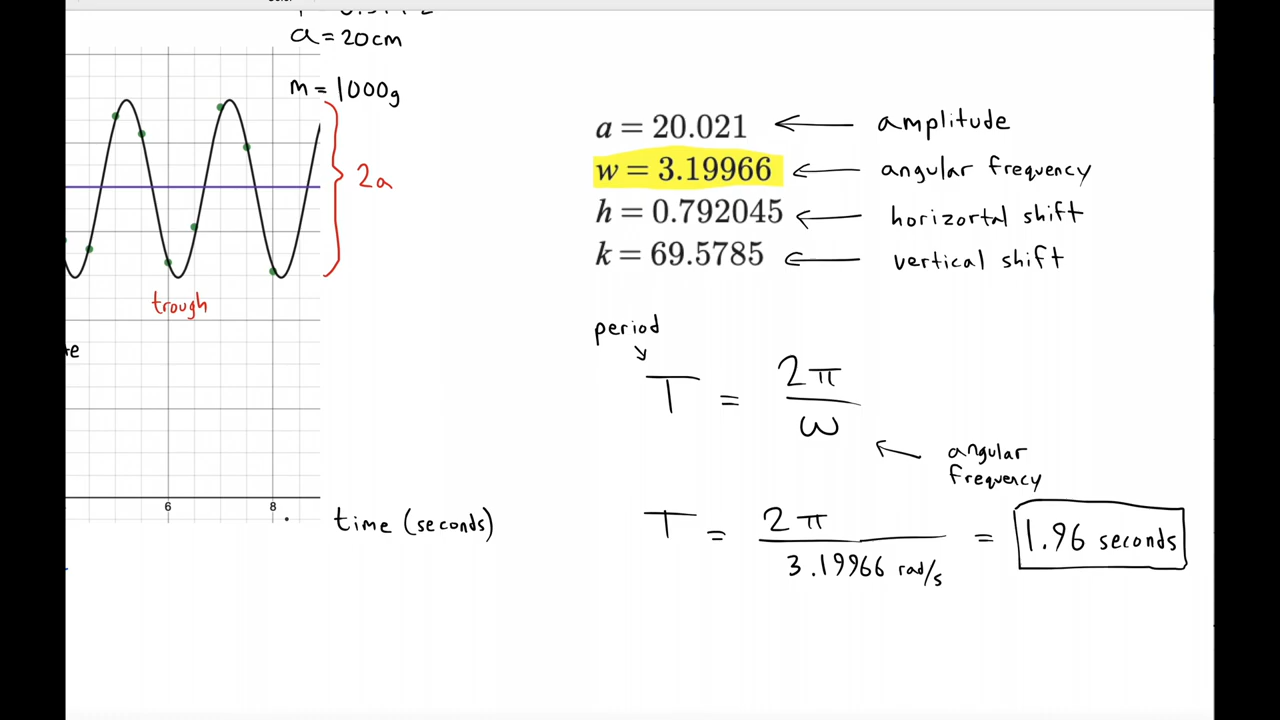 a = 20cm
m = 1000g
2a
trough
6
8
time (seconds)
a = 20.021
amplitude
w = 3.19966
angular frequency
h = 0.792045
horizortal shift
k = 69.5785
vertical shift
period
T = 2π / ω
angular
frequency
T = 2π / 3.19966 rad/s = 1.96 seconds